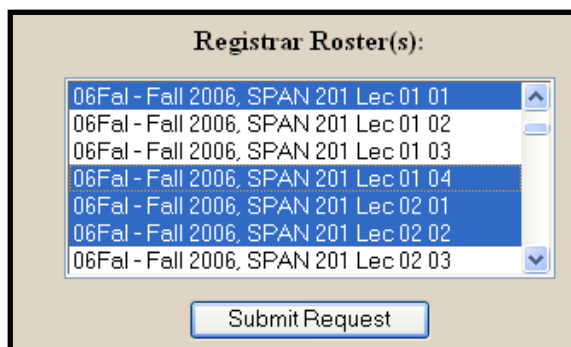 Registrar Roster(s):
06Fal - Fall 2006, SPAN 201 Lec 01 01
06Fal - Fall 2006, SPAN 201 Lec 01 02
06Fal - Fall 2006, SPAN 201 Lec 01 03
06Fal - Fall 2006, SPAN 201 Lec 01 04
06Fal - Fall 2006, SPAN 201 Lec 02 01
06Fal - Fall 2006, SPAN 201 Lec 02 02
06Fal - Fall 2006, SPAN 201 Lec 02 03
Submit Request